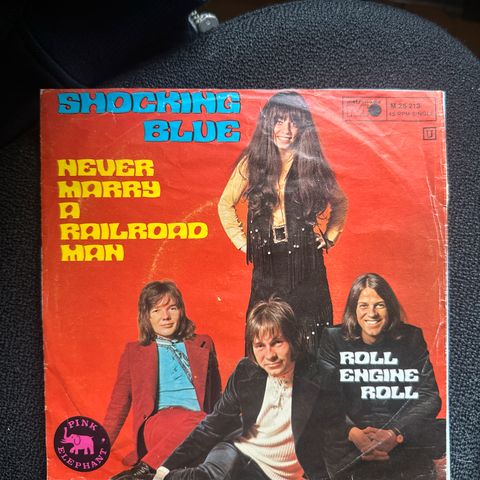 SHOCKING
BLUE
M 25 213
45 RPM-SINGLE
U
NEVER
MARRY
A
RAILROAD
MAN
ROLL
ENGINE
ROLL
PINK
ELEPHANT